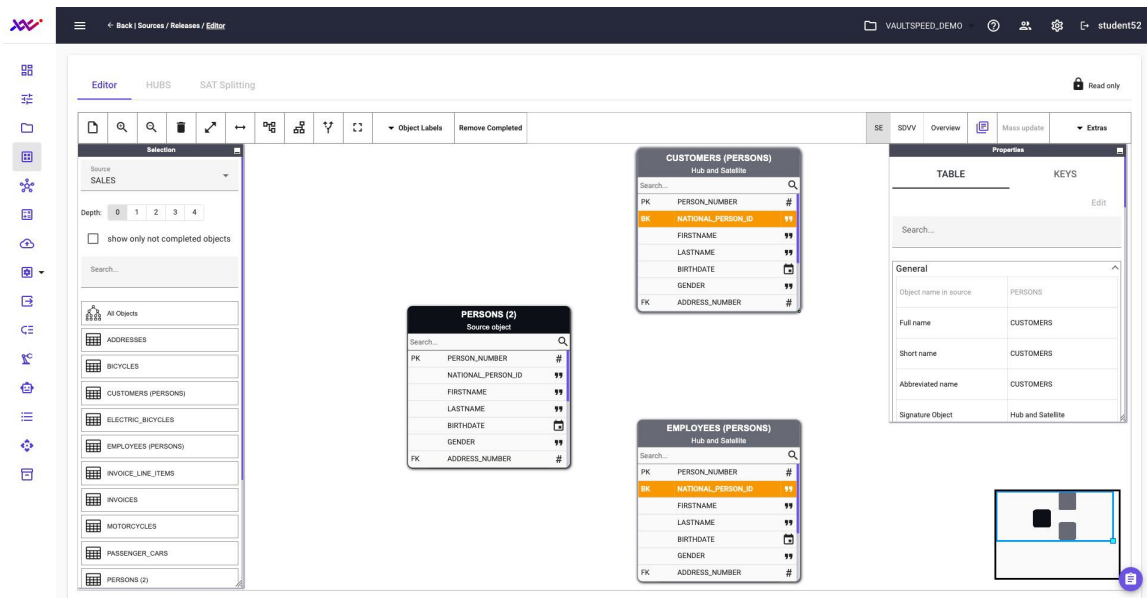 ← Back | Sources / Releases / Editor
VAULTSPEED_DEMO
student52
Editor
HUBS
SAT Splitting
Read only
Object Labels
Remove Completed
SE
SDVV
Overview
Mass update
Extras
Selection
Source
SALES
Depth: 0 1 2 3 4
show only not completed objects
Search...
All Objects
ADDRESSES
BICYCLES
CUSTOMERS (PERSONS)
ELECTRIC_BICYCLES
EMPLOYEES (PERSONS)
INVOICE_LINE_ITEMS
INVOICES
MOTORCYCLES
PASSENGER_CARS
PERSONS (2)
PERSONS (2)
Source object
Search...
PK PERSON_NUMBER #
NATIONAL_PERSON_ID "
FIRSTNAME "
LASTNAME "
BIRTHDATE
GENDER "
FK ADDRESS_NUMBER #
CUSTOMERS (PERSONS)
Hub and Satellite
Search...
PK PERSON_NUMBER #
BK NATIONAL_PERSON_ID "
FIRSTNAME "
LASTNAME "
BIRTHDATE
GENDER "
FK ADDRESS_NUMBER #
EMPLOYEES (PERSONS)
Hub and Satellite
Search...
PK PERSON_NUMBER #
BK NATIONAL_PERSON_ID "
FIRSTNAME "
LASTNAME "
BIRTHDATE
GENDER "
FK ADDRESS_NUMBER #
Properties
TABLE
KEYS
Edit
Search...
General
Object name in source PERSONS
Full name CUSTOMERS
Short name CUSTOMERS
Abbreviated name CUSTOMERS
Signature Object Hub and Satellite